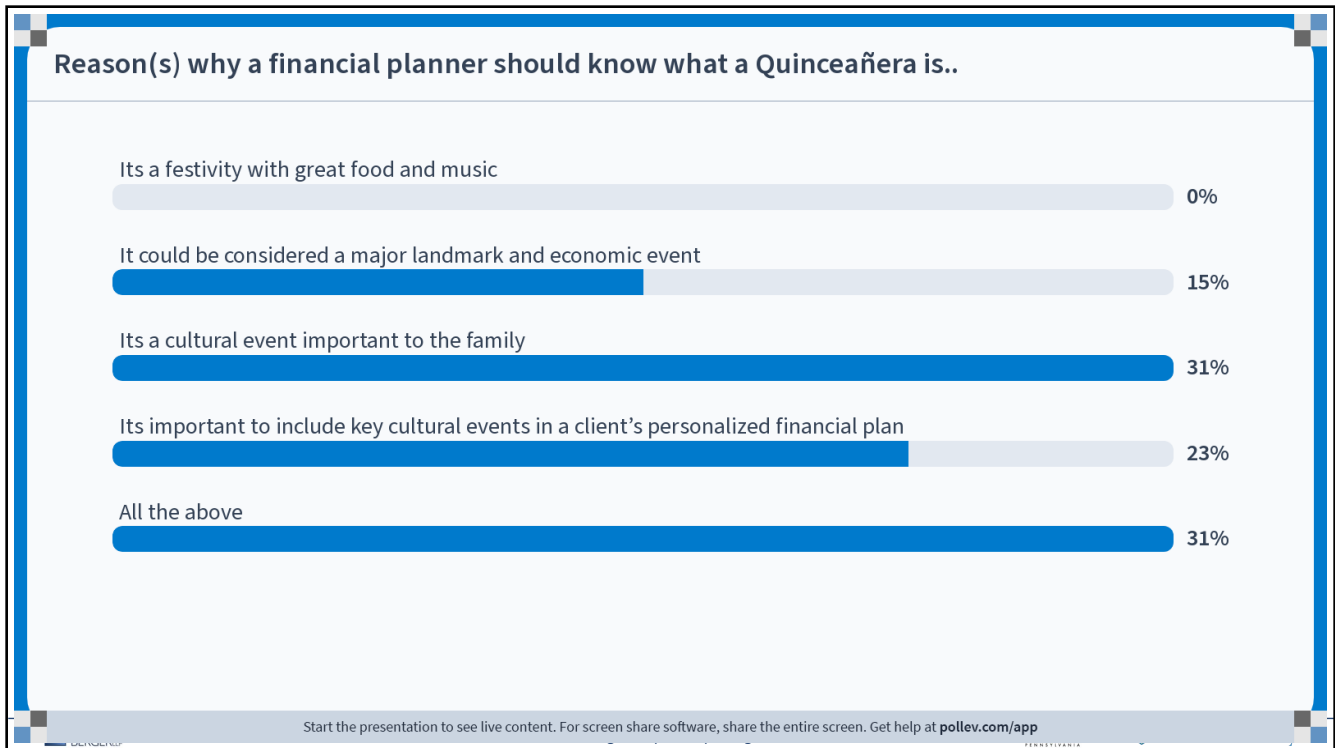 Reason(s) why a financial planner should know what a Quinceañera is..
Its a festivity with great food and music
0%
It could be considered a major landmark and economic event
15%
Its a cultural event important to the family
31%
Its important to include key cultural events in a client’s personalized financial plan
23%
All the above
31%
Start the presentation to see live content. For screen share software, share the entire screen. Get help at pollev.com/app
PENNSYLVANIA